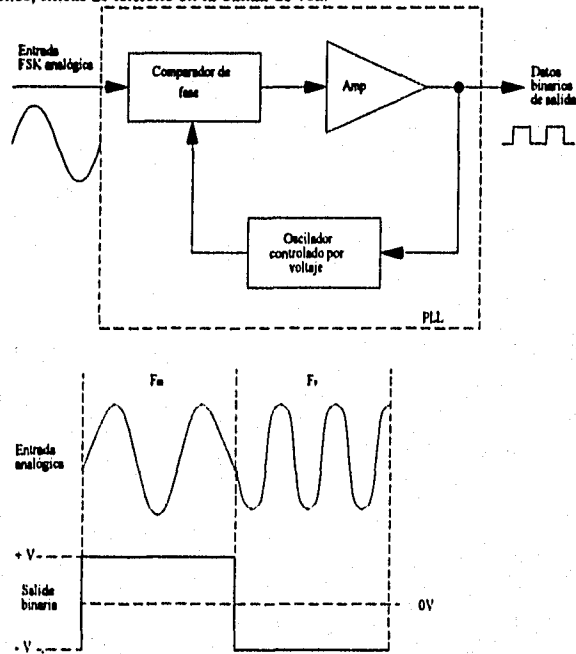 Entrada
FSK analógica
Comparador de
fase
Amp
Datos
binarios
de salida
Oscilador
controlado por
voltaje
PLL
Fm
Fs
Entrada
analógica
+ V
Salida
binaria
0V
- V